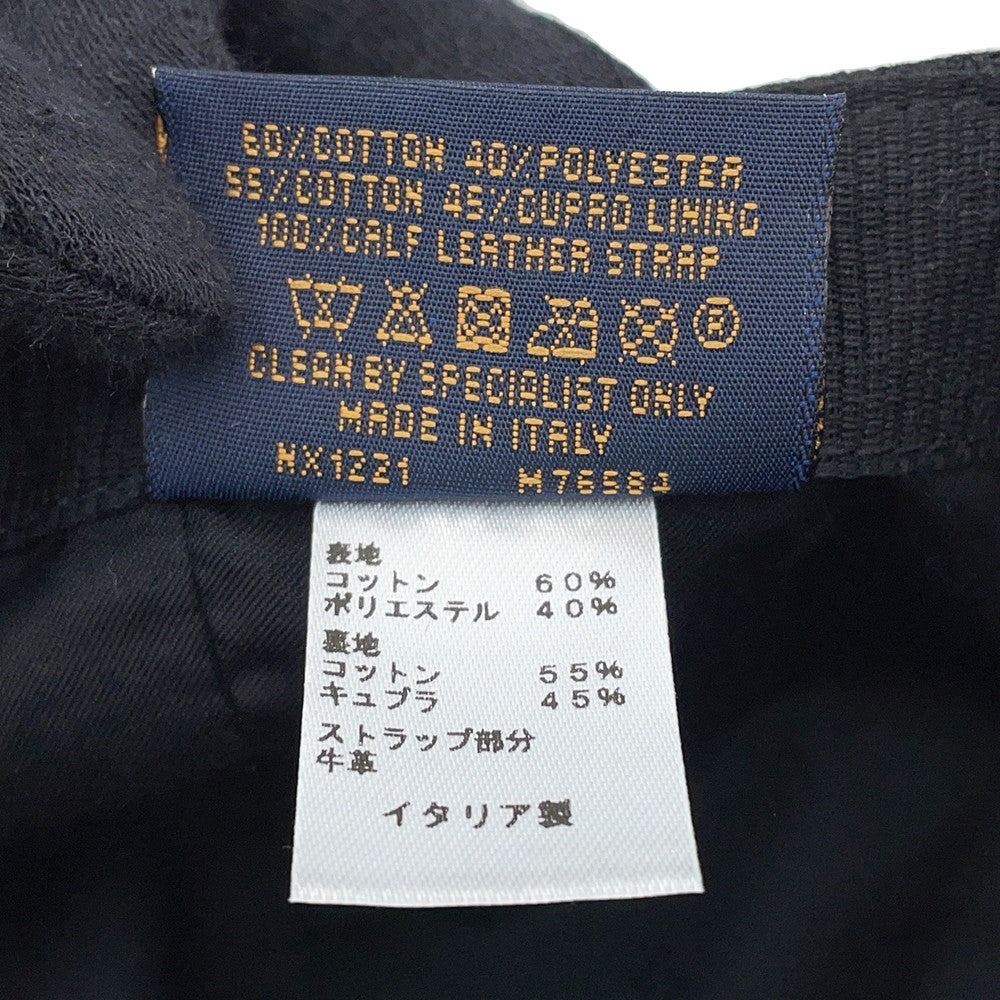 60%COTTON 40%POLYESTER
55%COTTON 45%CUPRO LINING
100%CALF LEATHER STRAP
CLEAN BY SPECIALIST ONLY
MADE IN ITALY
NX1221 M76584
表地
コットン 60%
ポリエステル 40%
裏地
コットン 55%
キュプラ 45%
ストラップ部分
牛革
イタリア製